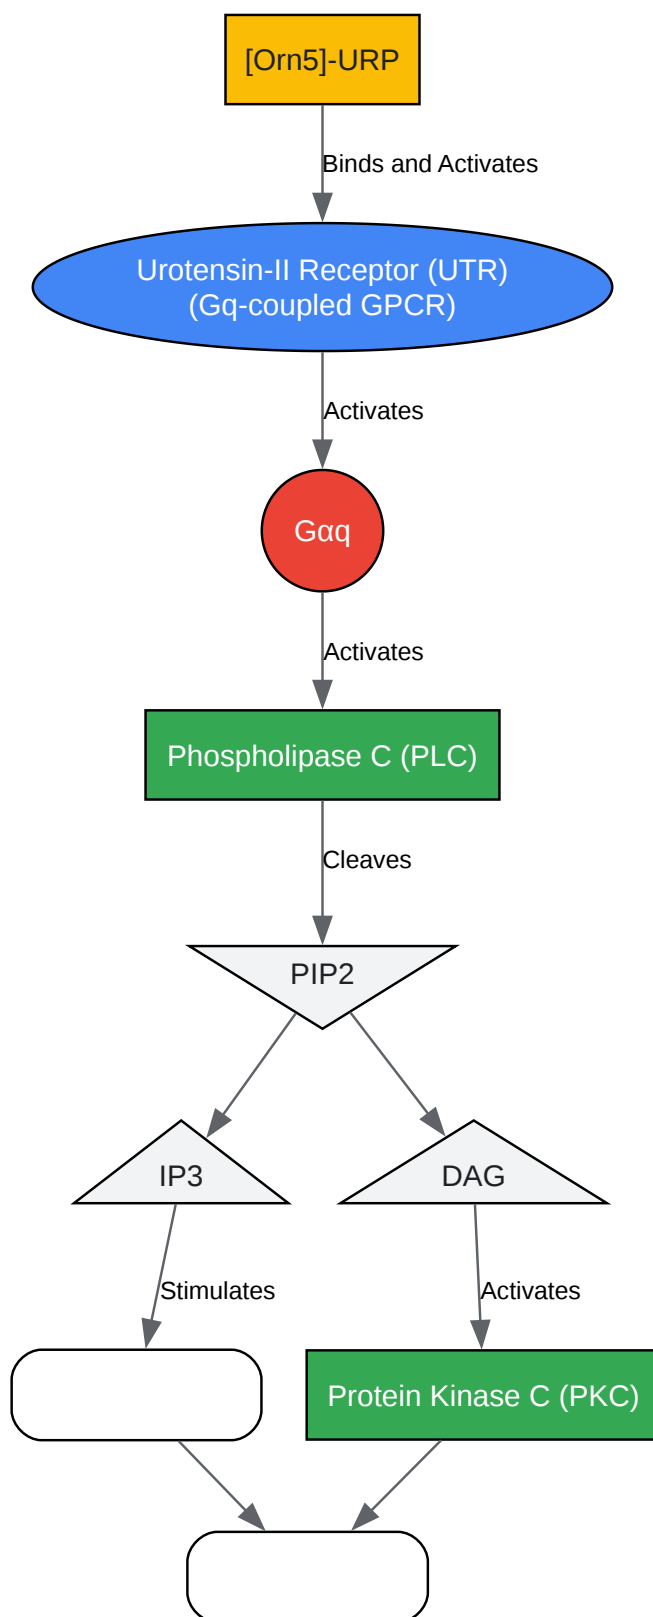 [Orn5]-URP
Binds and Activates
Urotensin-II Receptor (UTR)
(Gq-coupled GPCR)
Activates
Gαq
Activates
Phospholipase C (PLC)
Cleaves
PIP2
IP3
DAG
Stimulates
Activates
Protein Kinase C (PKC)